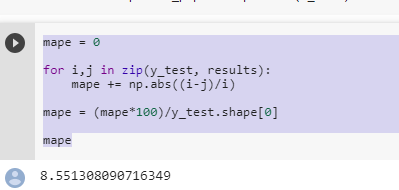 mape = 0
for i,j in zip(y_test, results):
    mape += np.abs((i-j)/i)
mape = (mape*100)/y_test.shape[0]
mape
8.551308090716349